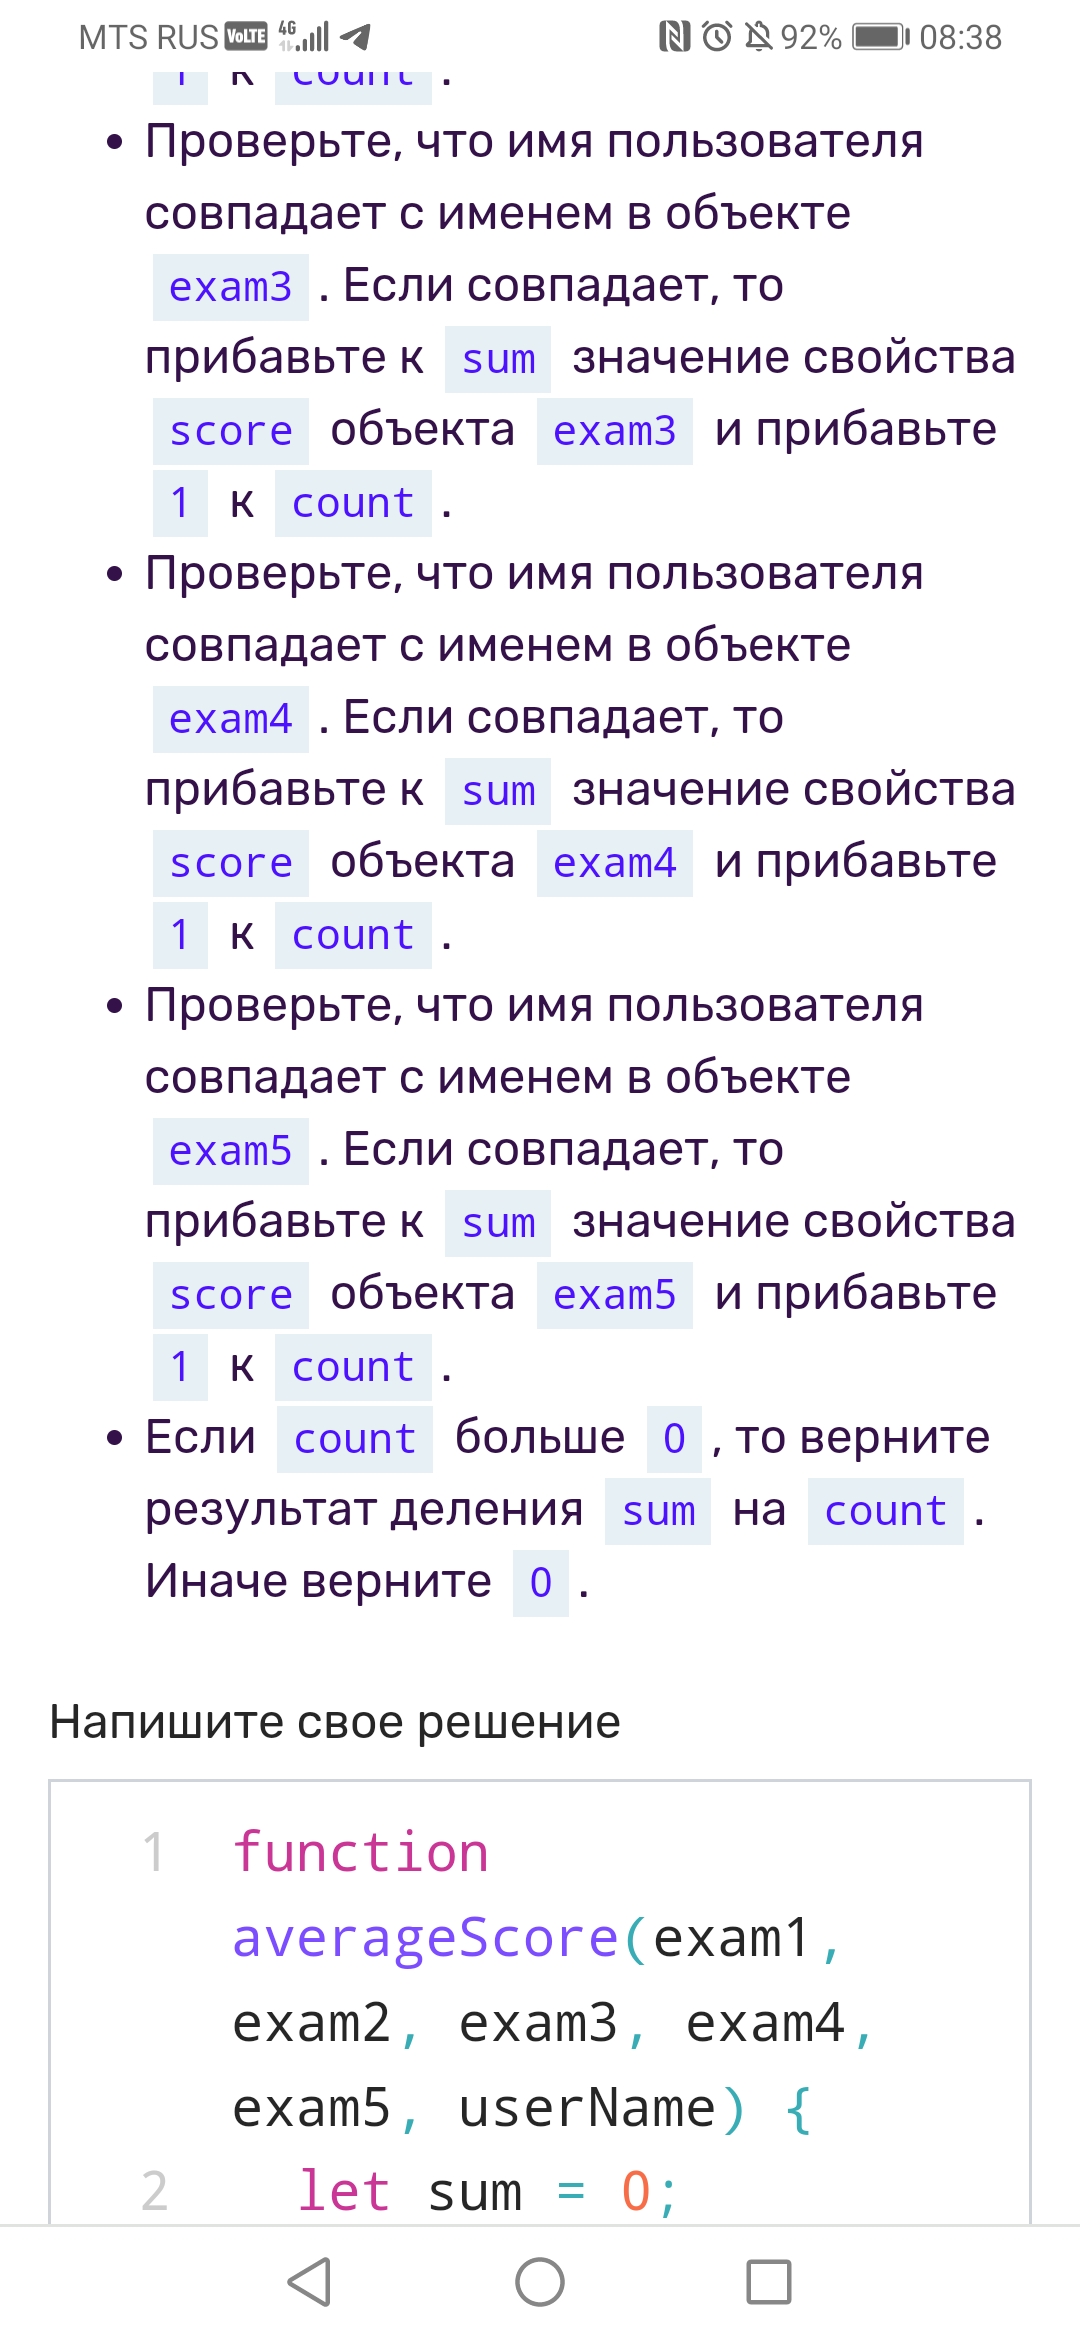 MTS RUS VoLTE 4G 92% 08:38
1 к count .
• Проверьте, что имя пользователя
совпадает с именем в объекте
exam3 . Если совпадает, то
прибавьте к sum значение свойства
score объекта exam3 и прибавьте
1 к count .
• Проверьте, что имя пользователя
совпадает с именем в объекте
exam4 . Если совпадает, то
прибавьте к sum значение свойства
score объекта exam4 и прибавьте
1 к count .
• Проверьте, что имя пользователя
совпадает с именем в объекте
exam5 . Если совпадает, то
прибавьте к sum значение свойства
score объекта exam5 и прибавьте
1 к count .
• Если count больше 0 , то верните
результат деления sum на count .
Иначе верните 0 .
Напишите свое решение
1 function
averageScore(exam1,
exam2, exam3, exam4,
exam5, userName) {
2 let sum = 0;